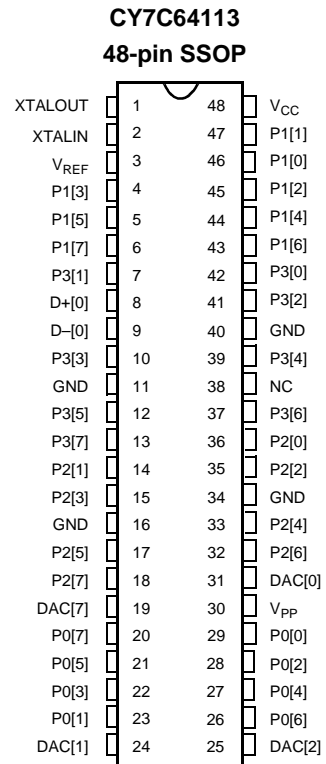 CY7C64113
48-pin SSOP
XTALOUT 1 48 VCC
XTALIN 2 47 P1[1]
VREF 3 46 P1[0]
P1[3] 4 45 P1[2]
P1[5] 5 44 P1[4]
P1[7] 6 43 P1[6]
P3[1] 7 42 P3[0]
D+[0] 8 41 P3[2]
D–[0] 9 40 GND
P3[3] 10 39 P3[4]
GND 11 38 NC
P3[5] 12 37 P3[6]
P3[7] 13 36 P2[0]
P2[1] 14 35 P2[2]
P2[3] 15 34 GND
GND 16 33 P2[4]
P2[5] 17 32 P2[6]
P2[7] 18 31 DAC[0]
DAC[7] 19 30 VPP
P0[7] 20 29 P0[0]
P0[5] 21 28 P0[2]
P0[3] 22 27 P0[4]
P0[1] 23 26 P0[6]
DAC[1] 24 25 DAC[2]